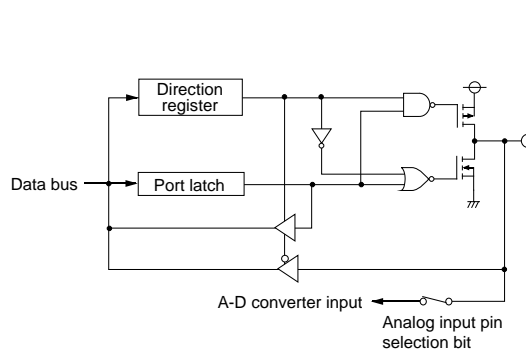 Direction
register
Data bus
Port latch
A-D converter input
Analog input pin
selection bit